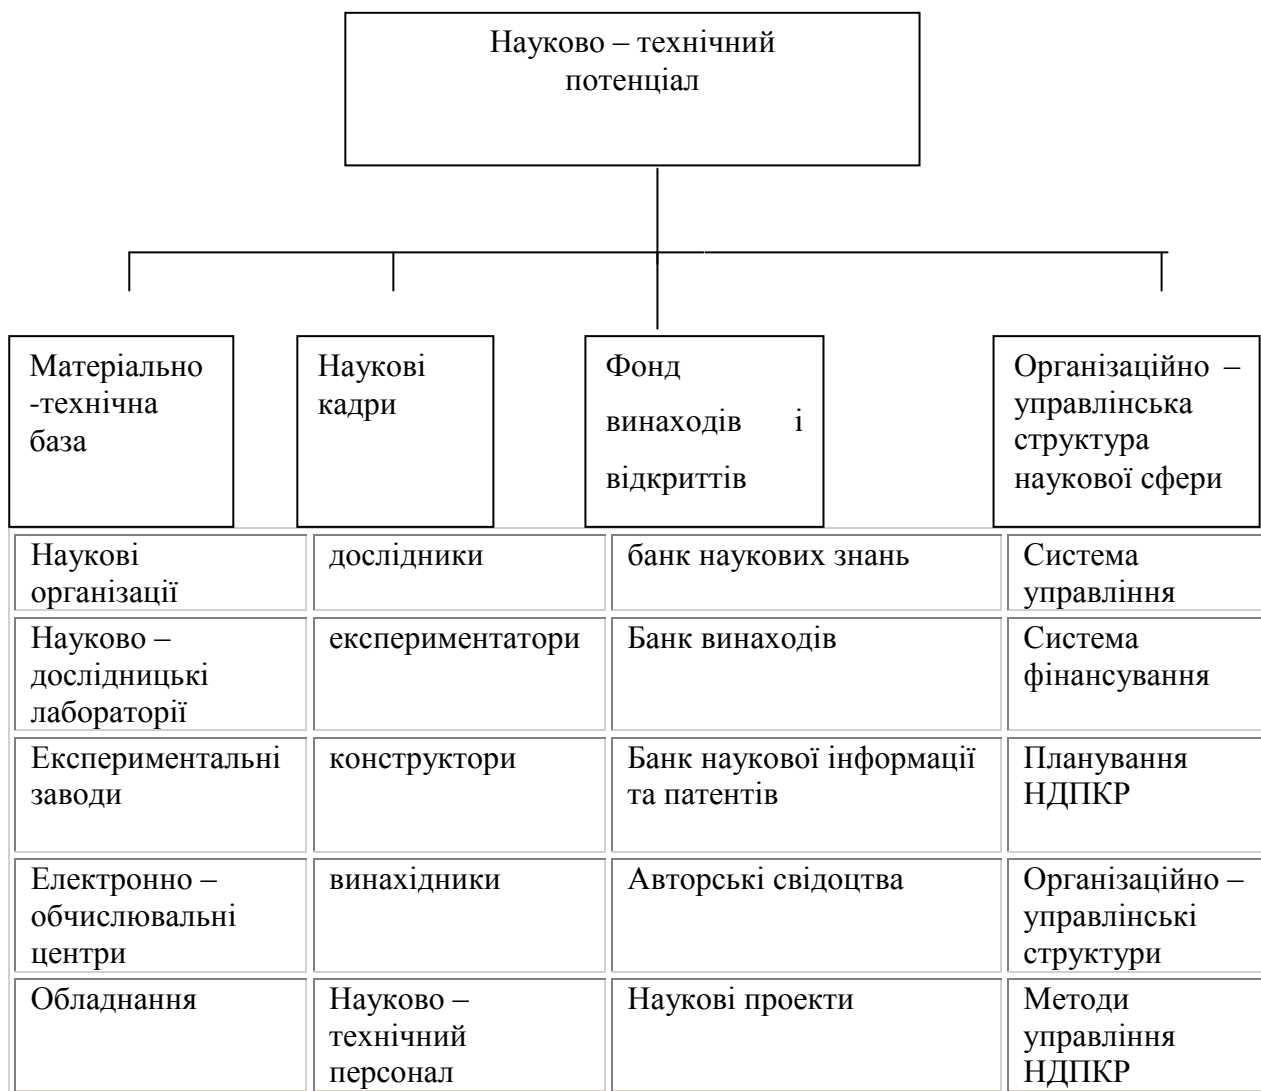 Науково – технічний
потенціал
Матеріально
-технічна
база
Наукові
кадри
Фонд
винаходів і
відкриттів
Організаційно –
управлінська
структура
наукової сфери
Наукові
організації
дослідники
банк наукових знань
Система
управління
Науково –
дослідницькі
лабораторії
експериментатори
Банк винаходів
Система
фінансування
Експериментальні
заводи
конструктори
Банк наукової інформації
та патентів
Планування
НДПКР
Електронно –
обчислювальні
центри
винахідники
Авторські свідоцтва
Організаційно –
управлінські
структури
Обладнання
Науково –
технічний
персонал
Наукові проекти
Методи
управління
НДПКР